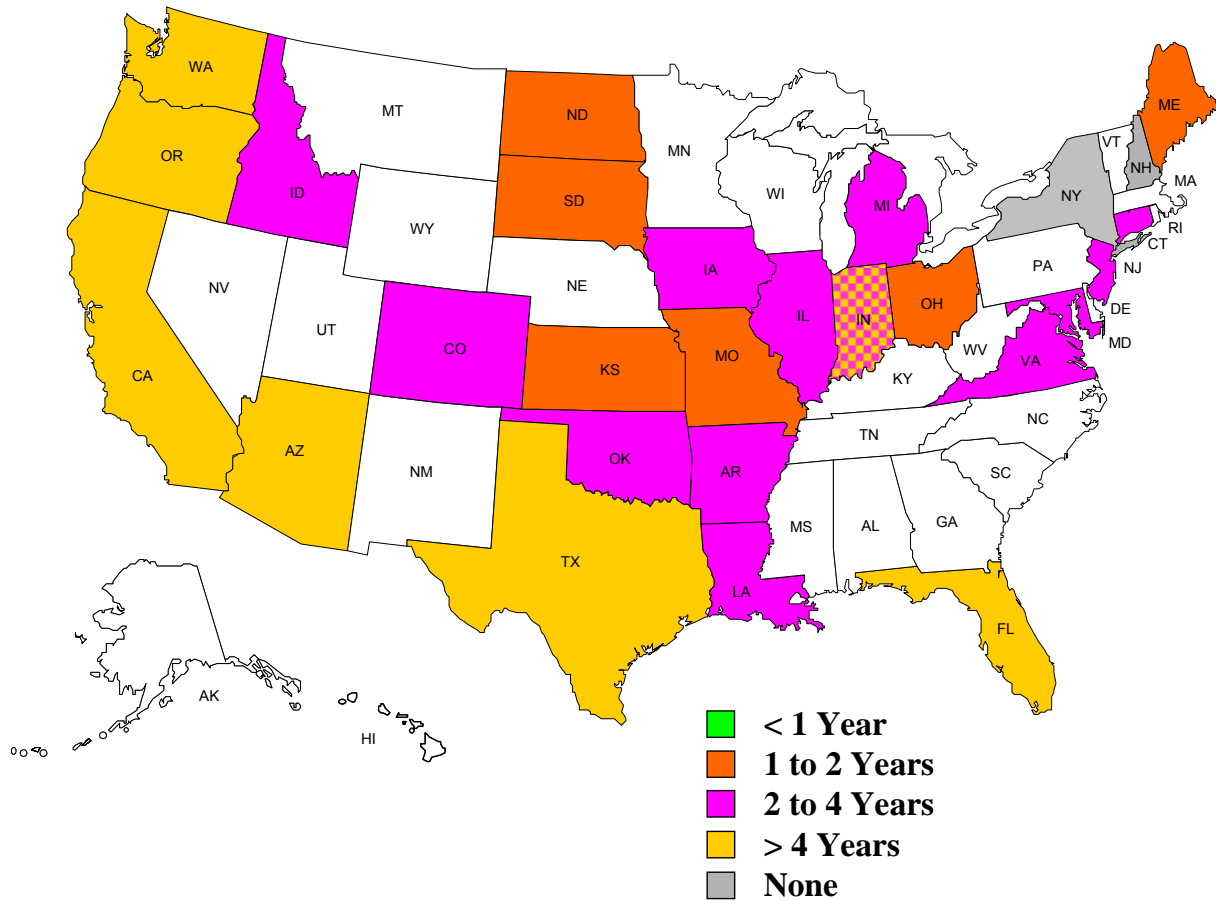 WA
MT
ND
ME
OR
MN
VT
NH
ID
SD
WI
MI
NY
MA
WY
RI
CT
IA
PA
NJ
NV
NE
IL
IN
OH
DE
UT
CO
MD
WV
VA
CA
KS
MO
KY
NC
TN
AZ
NM
OK
AR
SC
MS
AL
GA
TX
LA
FL
AK
HI
< 1 Year
1 to 2 Years
2 to 4 Years
> 4 Years
None